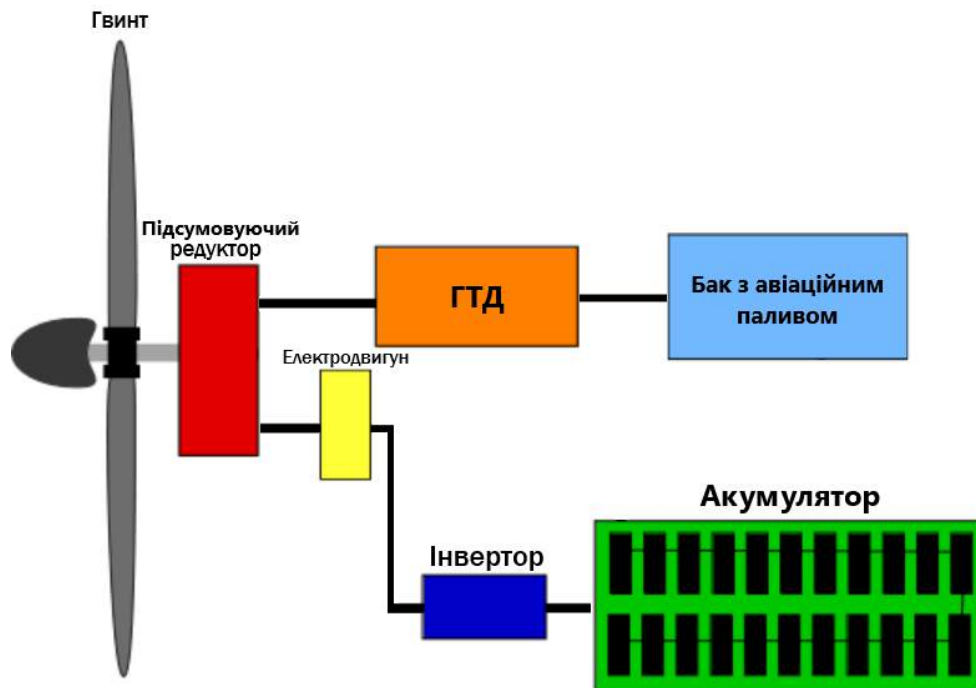 Гвинт
Підсумовуючий
редуктор
ГТД
Бак з авіаційним
паливом
Електродвигун
Акумулятор
Інвертор